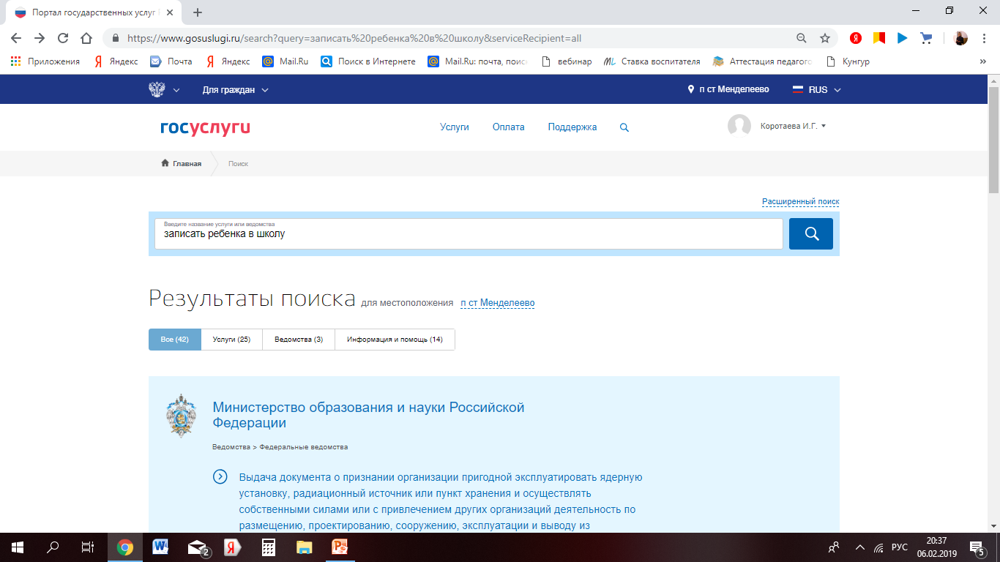 Портал государственных услуг
https://www.gosuslugi.ru/search?query=записать%20ребенка%20в%20школу&serviceRecipient=all
Приложения Яндекс Почта Яндекс Mail.Ru Поиск в Интернете Mail.Ru: почта, поис вебинар Ставка воспитателя Аттестация педагого Кунгур »
Для граждан п ст Менделеево RUS
госуслуги Услуги Оплата Поддержка Коротаева И.Г.
Главная Поиск
Расширенный поиск
Введите название услуги или ведомства
записать ребенка в школу
Результаты поиска для местоположения п ст Менделеево
Все (42) Услуги (25) Ведомства (3) Информация и помощь (14)
Министерство образования и науки Российской
Федерации
Ведомства > Федеральные ведомства
Выдача документа о признании организации пригодной эксплуатировать ядерную
установку, радиационный источник или пункт хранения и осуществлять
собственными силами или с привлечением других организаций деятельность по
размещению, проектированию, сооружению, эксплуатации и выводу из
2 РУС 20:37
06.02.2019 5